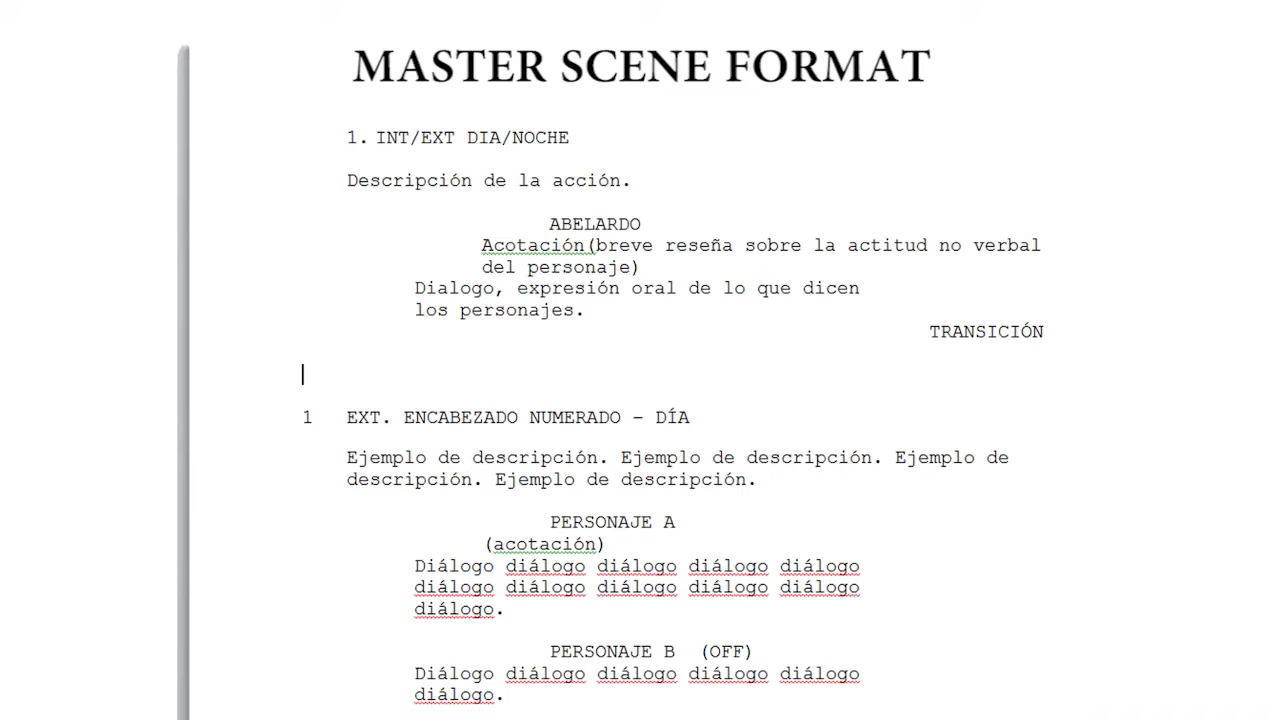 MASTER SCENE FORMAT
1. INT/EXT DIA/NOCHE
Descripción de la acción.
ABELARDO
Acotación(breve reseña sobre la actitud no verbal
del personaje)
Dialogo, expresión oral de lo que dicen
los personajes.
TRANSICIÓN
1 EXT. ENCABEZADO NUMERADO – DÍA
Ejemplo de descripción. Ejemplo de descripción. Ejemplo de
descripción. Ejemplo de descripción.
PERSONAJE A
(acotación)
Diálogo diálogo diálogo diálogo diálogo
diálogo diálogo diálogo diálogo diálogo
diálogo.
PERSONAJE B (OFF)
Diálogo diálogo diálogo diálogo diálogo
diálogo.